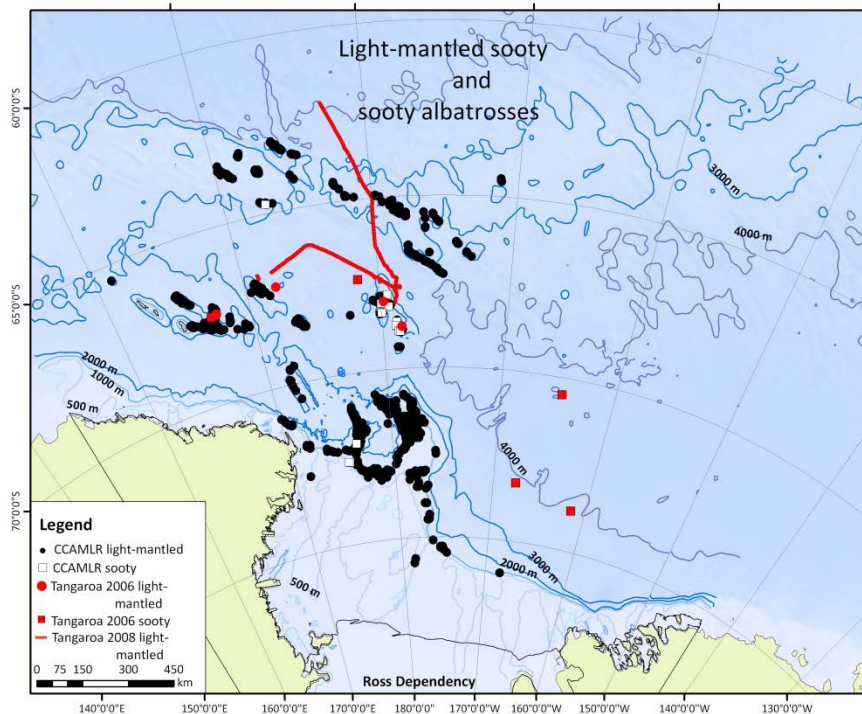 Light-mantled sooty
and
sooty albatrosses
60°0'0"S
65°0'0"S
70°0'0"S
3000 m
4000 m
2000 m
1000 m
500 m
4000 m
3000 m
2000 m
500 m
Legend
CCAMLR light-mantled
CCAMLR sooty
Tangaroa 2006 light-
mantled
Tangaroa 2006 sooty
Tangaroa 2008 light-
mantled
0 75 150 300 450
km
Ross Dependency
140°0'0"E
150°0'0"E
160°0'0"E
170°0'0"E
180°0'0"
170°0'0"W
160°0'0"W
150°0'0"W
140°0'0"W
130°0'0"W